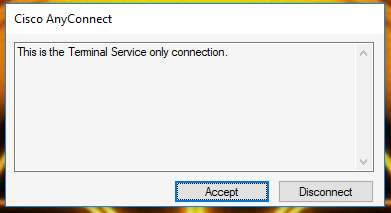 Cisco AnyConnect
This is the Terminal Service only connection.
Accept
Disconnect